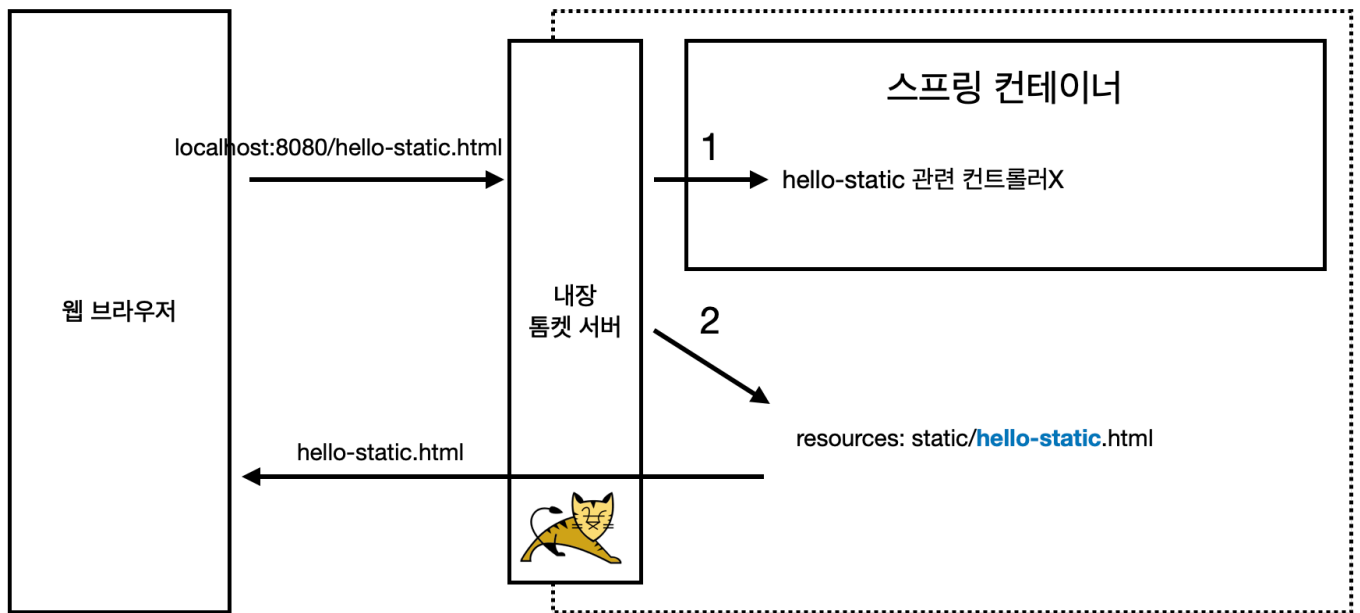 스프링 컨테이너
localhost:8080/hello-static.html
1
hello-static 관련 컨트롤러X
웹 브라우저
내장
톰켓 서버
2
resources: static/hello-static.html
hello-static.html